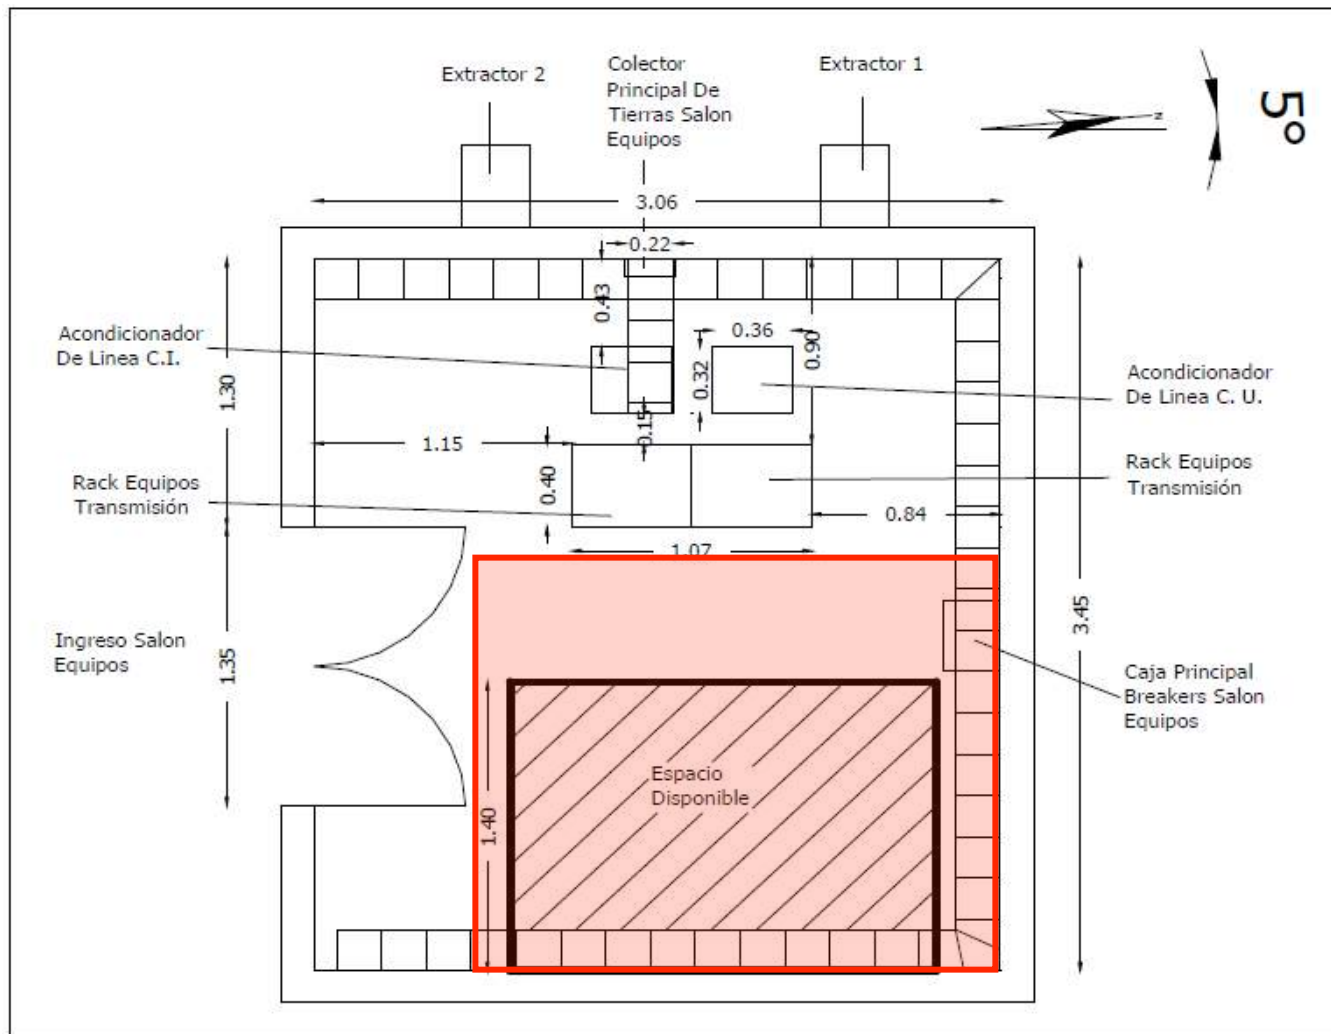 Extractor 2
Colector
Principal De
Tierras Salon
Equipos
Extractor 1
5°
N
3.06
0.22
0.43
0.36
0.90
0.32
0.15
Acondicionador
De Linea C.I.
1.30
Acondicionador
De Linea C. U.
1.15
0.40
Rack Equipos
Transmisión
Rack Equipos
Transmisión
0.84
1.07
Ingreso Salon
Equipos
1.35
3.45
Caja Principal
Breakers Salon
Equipos
Espacio
Disponible
1.40